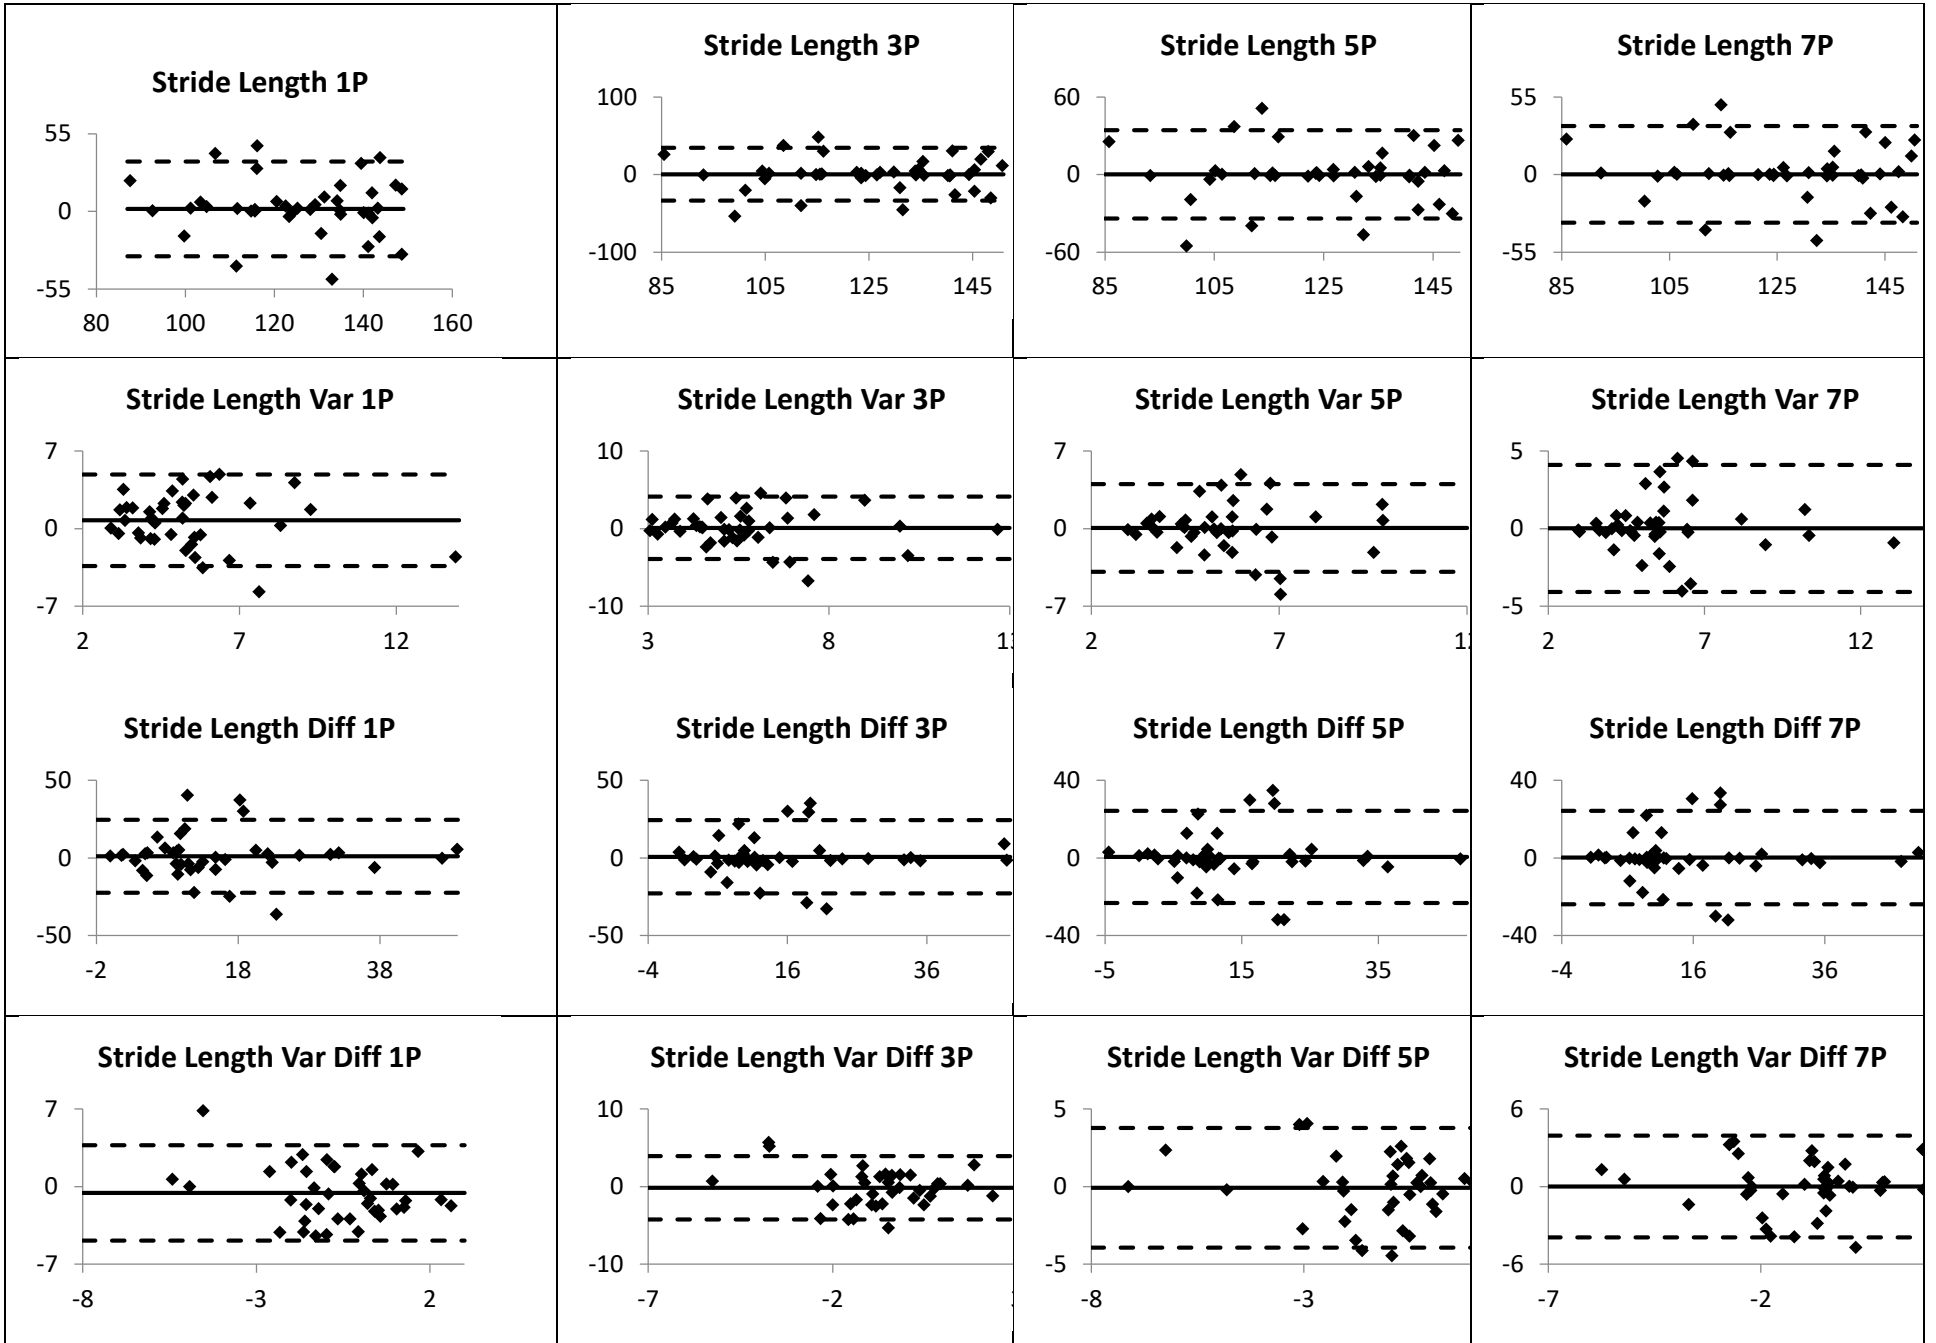 Stride Length 1P
55
0
-55
80 100 120 140 160
Stride Length 3P
100
0
-100
85 105 125 145
Stride Length 5P
60
0
-60
85 105 125 145
Stride Length 7P
55
0
-55
85 105 125 145
Stride Length Var 1P
7
0
-7
2 7 12
Stride Length Var 3P
10
0
-10
3 8
Stride Length Var 5P
7
0
-7
2 7
Stride Length Var 7P
5
0
-5
2 7 12
Stride Length Diff 1P
50
0
-50
-2 18 38
Stride Length Diff 3P
50
0
-50
-4 16 36
Stride Length Diff 5P
40
0
-40
-5 15 35
Stride Length Diff 7P
40
0
-40
-4 16 36
Stride Length Var Diff 1P
7
0
-7
-8 -3 2
Stride Length Var Diff 3P
10
0
-10
-7 -2
Stride Length Var Diff 5P
5
0
-5
-8 -3
Stride Length Var Diff 7P
6
0
-6
-7 -2